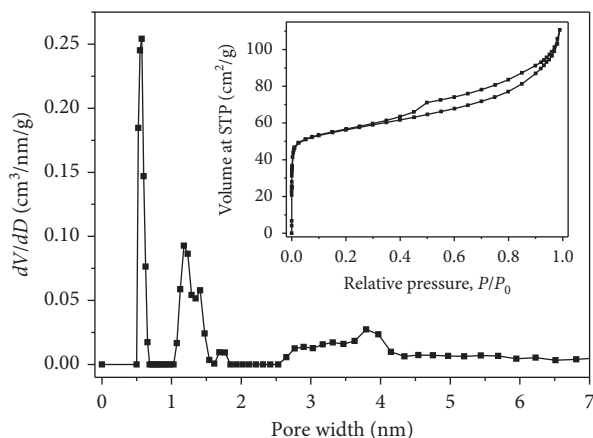 0.25
0.20
0.15
0.10
0.05
0.00
dV/dD (cm³/nm/g)
0 1 2 3 4 5 6 7
Pore width (nm)
100
80
60
40
20
0
Volume at STP (cm²/g)
0.0 0.2 0.4 0.6 0.8 1.0
Relative pressure, P/P₀